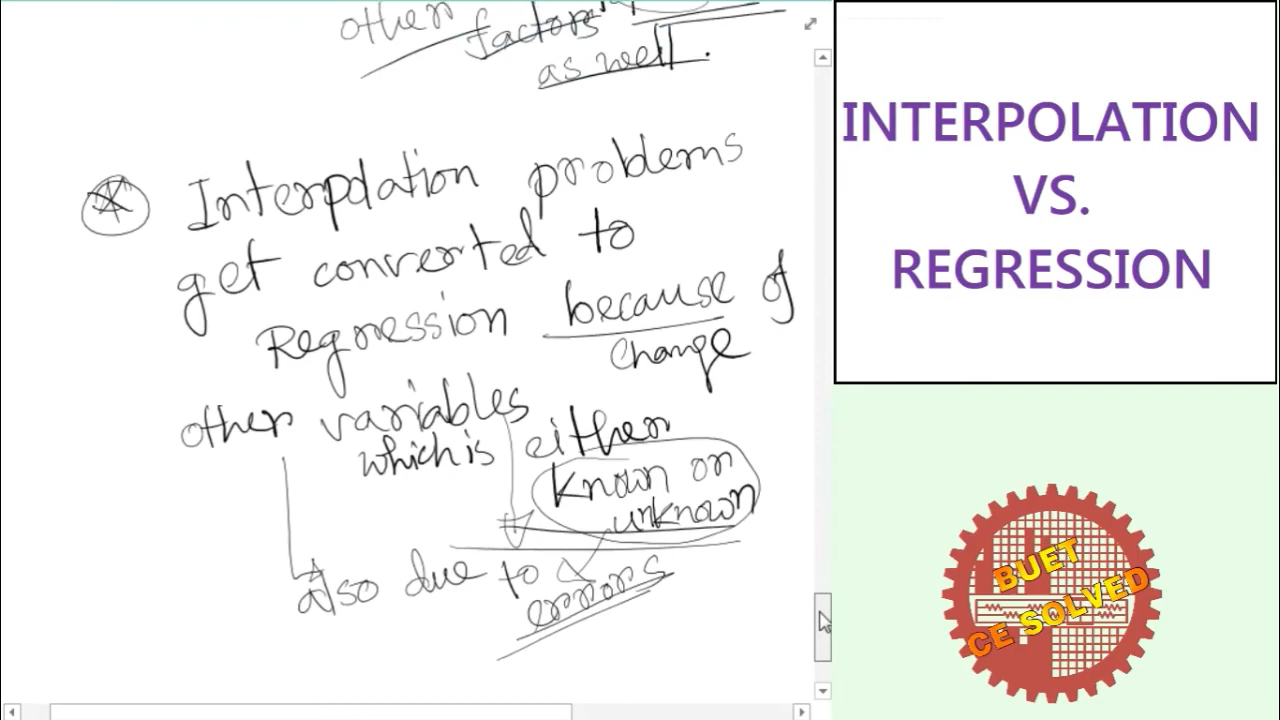 other factors
as well.
Interpolation problems
get converted to
Regression because of
change
other variables
which is either
known or
unknown
Also due to
errors
INTERPOLATION
VS.
REGRESSION
BUET
CE SOLVED